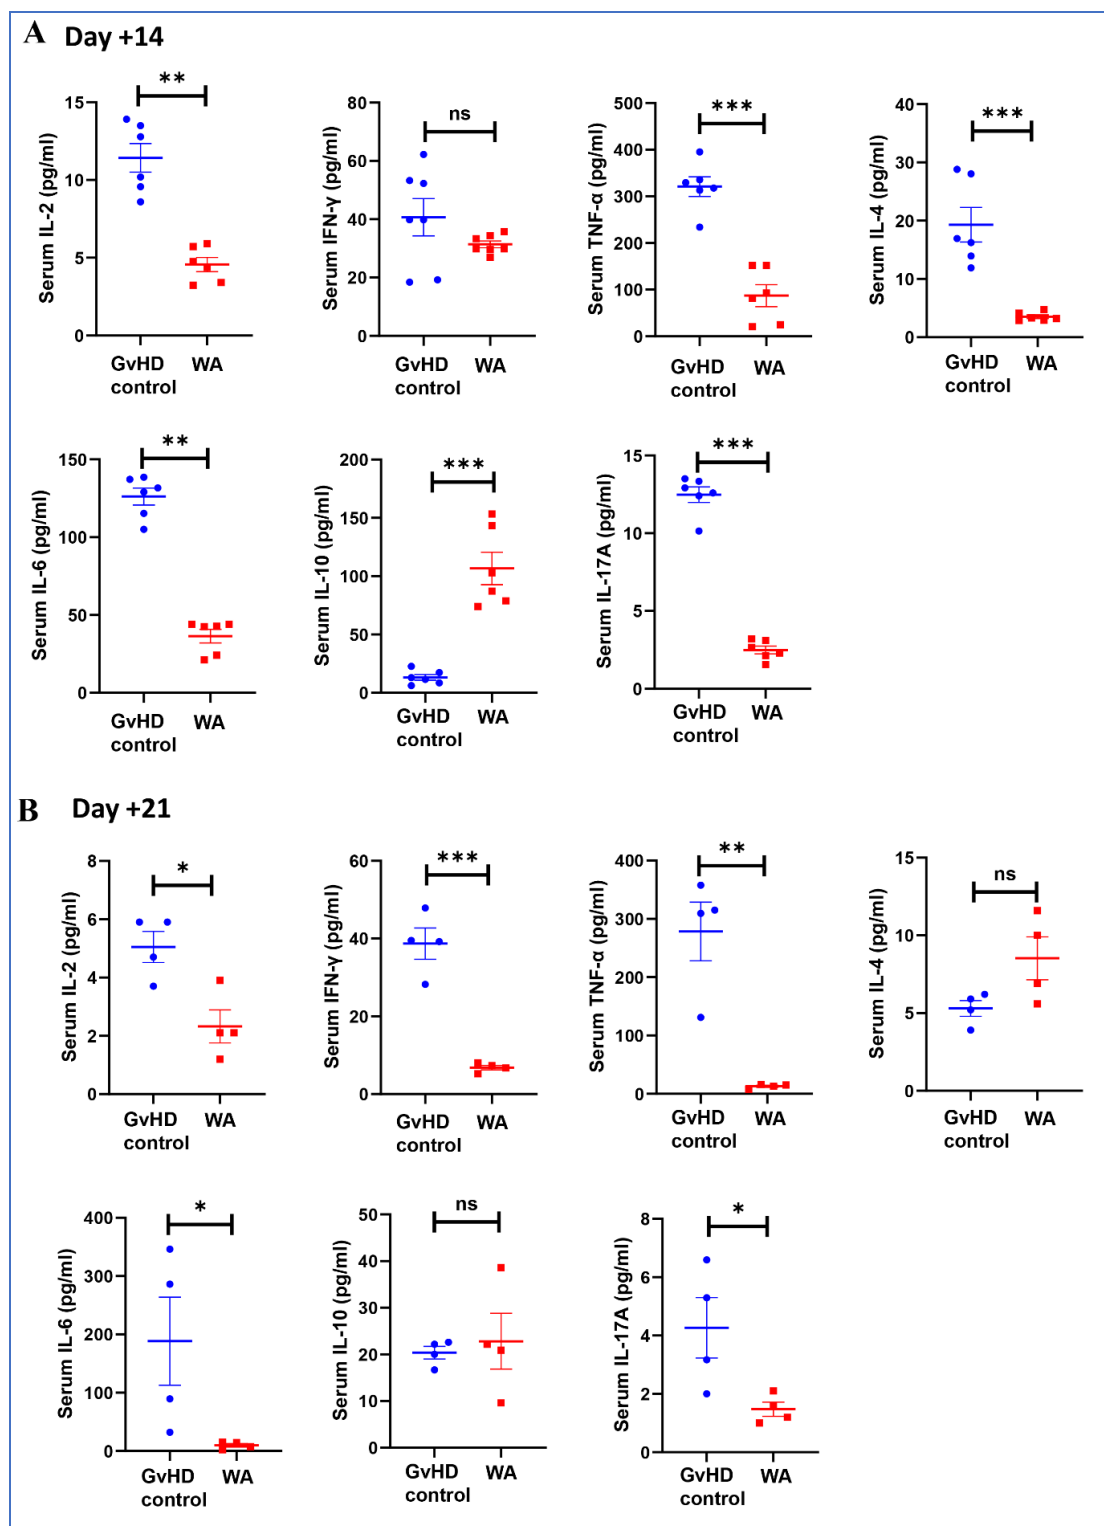 A Day +14
**
ns
***
***
Serum IL-2 (pg/ml)
15
10
5
0
GvHD
control
WA
Serum IFN-γ (pg/ml)
80
60
40
20
0
GvHD
control
WA
Serum TNF-α (pg/ml)
500
400
300
200
100
0
GvHD
control
WA
Serum IL-4 (pg/ml)
40
30
20
10
0
GvHD
control
WA
**
***
***
Serum IL-6 (pg/ml)
150
100
50
0
GvHD
control
WA
Serum IL-10 (pg/ml)
200
150
100
50
0
GvHD
control
WA
Serum IL-17A (pg/ml)
15
10
5
0
GvHD
control
WA
B Day +21
*
***
**
ns
Serum IL-2 (pg/ml)
8
6
4
2
0
GvHD
control
WA
Serum IFN-γ (pg/ml)
60
40
20
0
GvHD
control
WA
Serum TNF-α (pg/ml)
400
300
200
100
0
GvHD
control
WA
Serum IL-4 (pg/ml)
15
10
5
0
GvHD
control
WA
*
ns
*
Serum IL-6 (pg/ml)
400
300
200
100
0
GvHD
control
WA
Serum IL-10 (pg/ml)
50
40
30
20
10
0
GvHD
control
WA
Serum IL-17A (pg/ml)
8
6
4
2
0
GvHD
control
WA